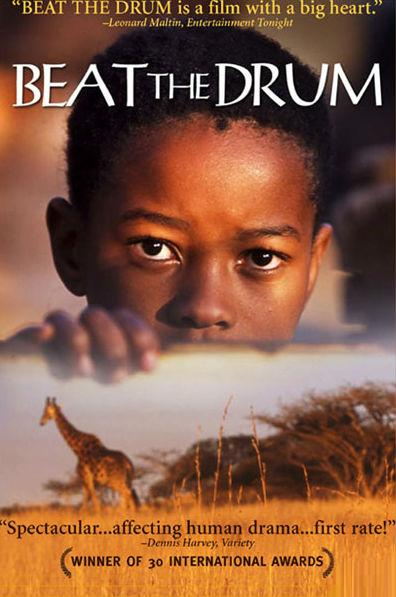 “BEAT THE DRUM is a film with a big heart.”
–Leonard Maltin, Entertainment Tonight
BEAT THE DRUM
“Spectacular...affecting human drama...first rate!”
–Dennis Harvey, Variety
WINNER OF 30 INTERNATIONAL AWARDS